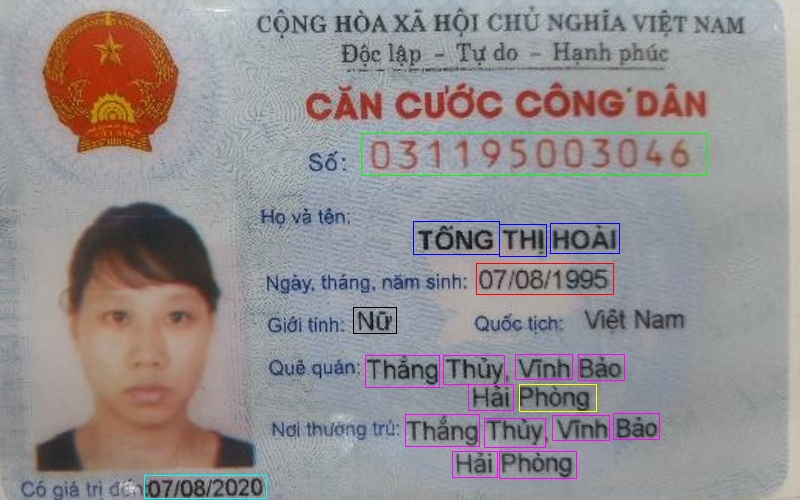 CỘNG HÒA XÃ HỘI CHỦ NGHĨA VIỆT NAM
Độc lập - Tự do - Hạnh phúc
CĂN CƯỚC CÔNG DÂN
Số: 031195003046
Họ và tên:
TỐNG THỊ HOÀI
Ngày, tháng, năm sinh: 07/08/1995
Giới tính: Nữ Quốc tịch: Việt Nam
Quê quán: Thắng Thủy, Vĩnh Bảo
Hải Phòng
Nơi thường trú: Thắng Thủy, Vĩnh Bảo
Hải Phòng
Có giá trị đến: 07/08/2020